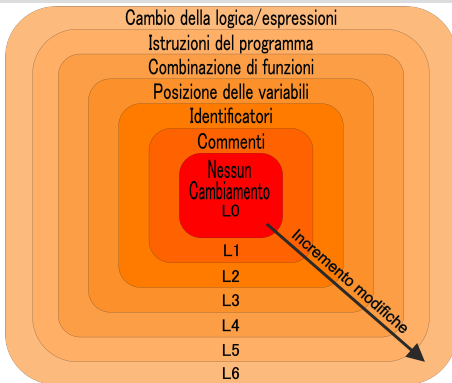 Cambio della logica/espressioni
Istruzioni del programma
Combinazione di funzioni
Posizione delle variabili
Identificatori
Commenti
Nessun
Cambiamento
L0
Incremento modifiche
L1
L2
L3
L4
L5
L6